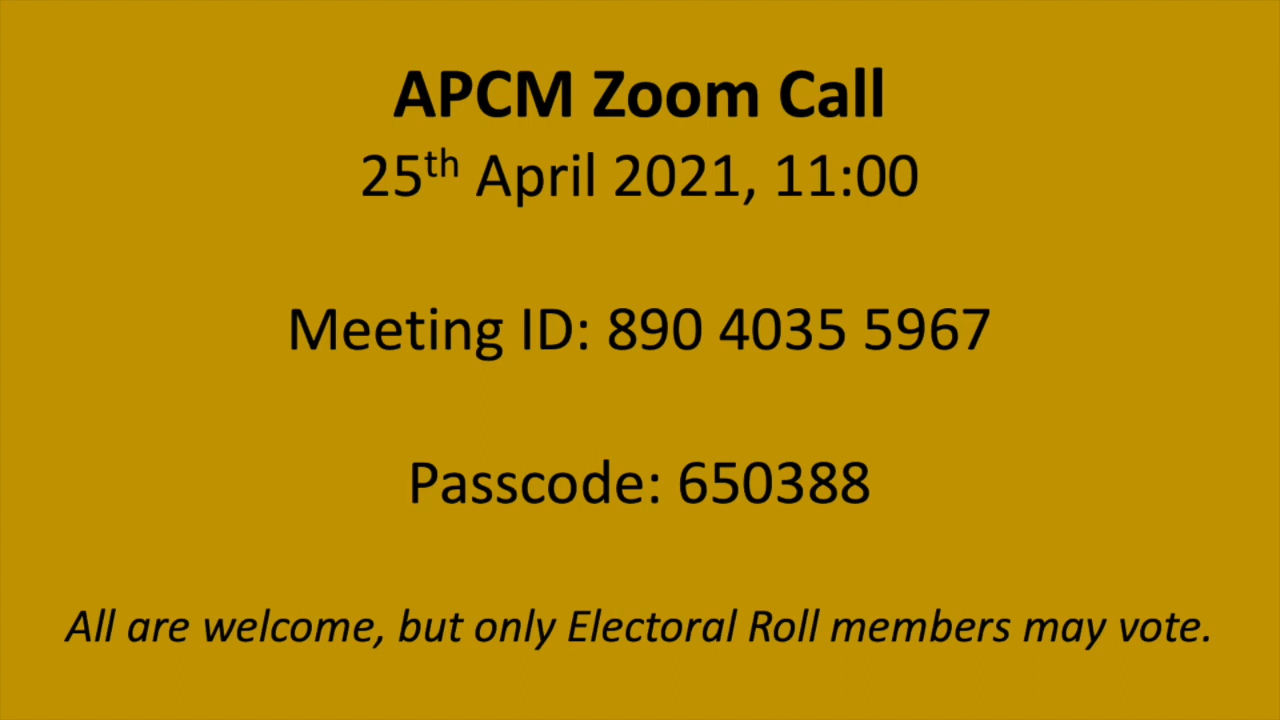 APCM Zoom Call
25th April 2021, 11:00
Meeting ID: 890 4035 5967
Passcode: 650388
All are welcome, but only Electoral Roll members may vote.